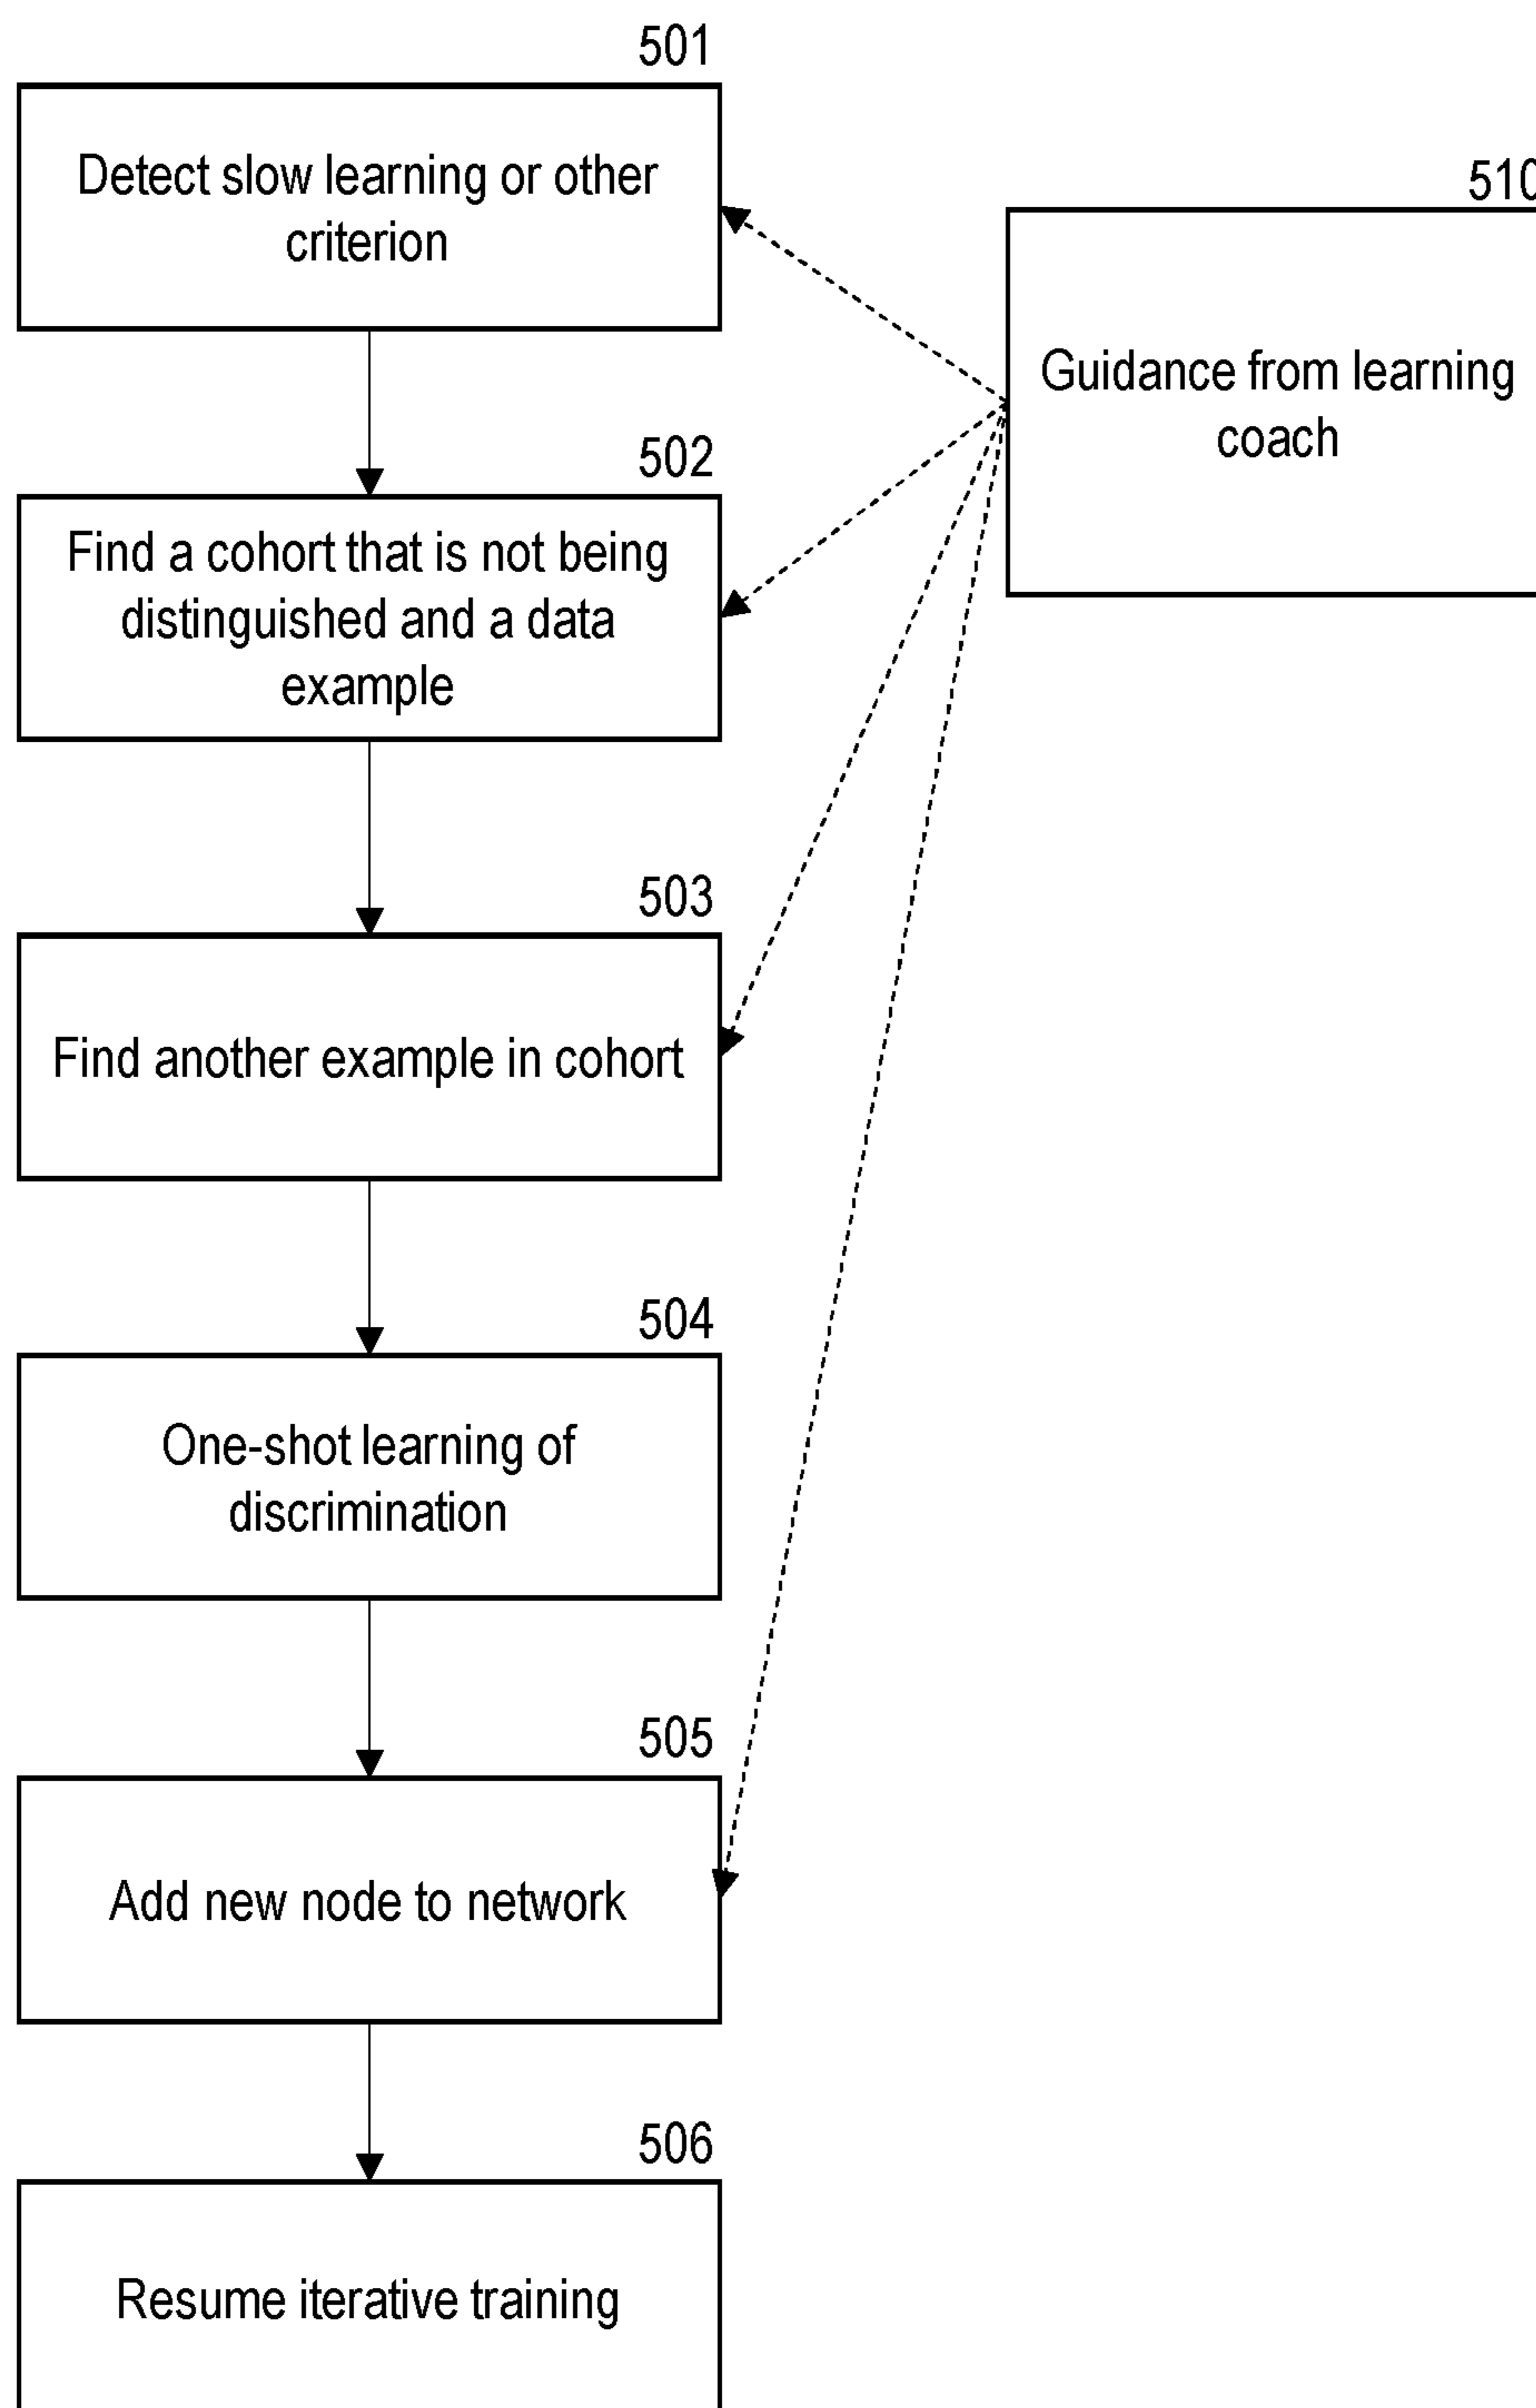 501
Detect slow learning or other
criterion
510
Guidance from learning
coach
502
Find a cohort that is not being
distinguished and a data
example
503
Find another example in cohort
504
One-shot learning of
discrimination
505
Add new node to network
506
Resume iterative training